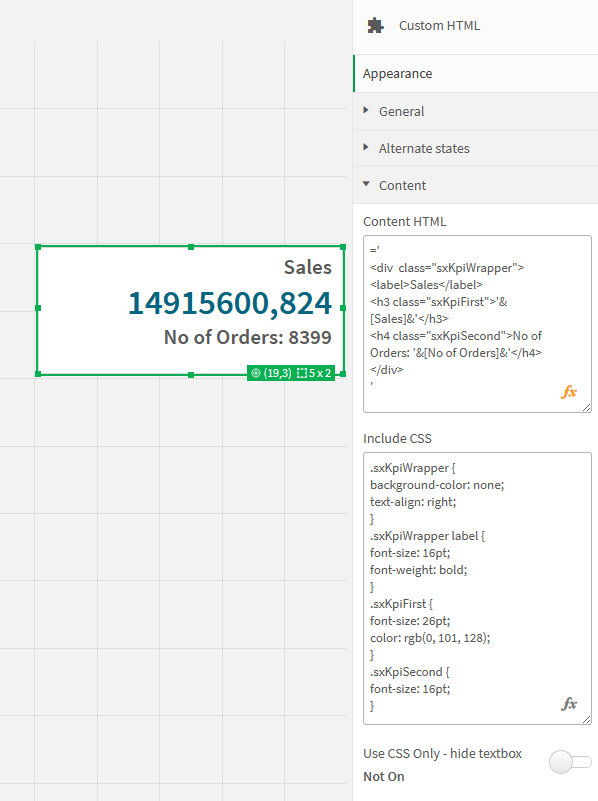 Custom HTML
Appearance
General
Alternate states
Content
Content HTML
='
<div  class="sxKpiWrapper">
<label>Sales</label>
<h3 class="sxKpiFirst">'&
[Sales]&'</h3>
<h4 class="sxKpiSecond">No of
Orders: '&[No of Orders]&'</h4>
</div>
'
fx
Include CSS
.sxKpiWrapper {
background-color: none;
text-align: right;
}
.sxKpiWrapper label {
font-size: 16pt;
font-weight: bold;
}
.sxKpiFirst {
font-size: 26pt;
color: rgb(0, 101, 128);
}
.sxKpiSecond {
font-size: 16pt;
}
fx
Use CSS Only - hide textbox
Not On
Sales
14915600,824
No of Orders: 8399
(19,3) 5 x 2